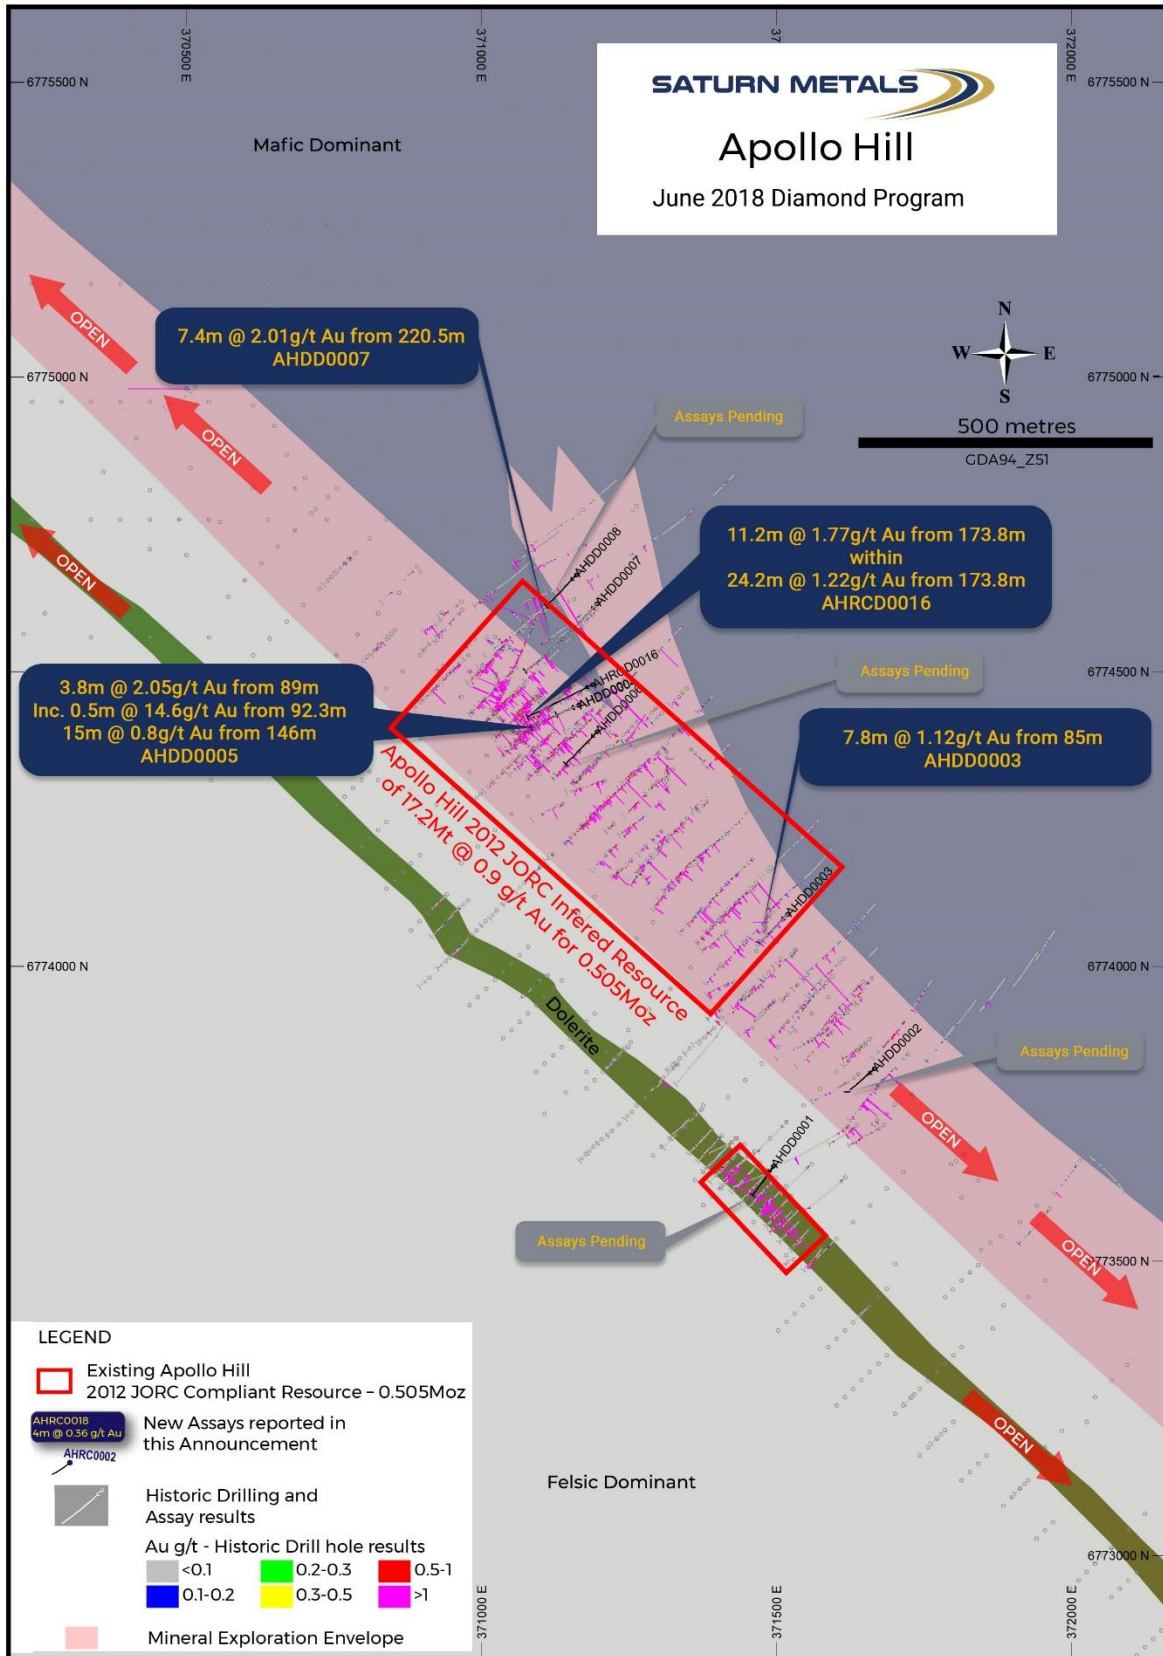 370500 E
371000 E
37
372000 E
6775500 N
6775500 N
SATURN METALS
Apollo Hill
June 2018 Diamond Program
Mafic Dominant
OPEN
7.4m @ 2.01g/t Au from 220.5m
AHDD0007
N
W E
S
6775000 N
6775000 N
500 metres
GDA94_Z51
Assays Pending
OPEN
11.2m @ 1.77g/t Au from 173.8m
within
24.2m @ 1.22g/t Au from 173.8m
AHRCD0016
AHDD0008
AHDD0007
OPEN
AHRCD0016
AHDD0006
Assays Pending
4500 N
3.8m @ 2.05g/t Au from 89m
Inc. 0.5m @ 14.6g/t Au from 92.3m
15m @ 0.8g/t Au from 146m
AHDD0005
7.8m @ 1.12g/t Au from 85m
AHDD0003
Apollo Hill 2012 JORC Infered Resource
of 17.2Mt @ 0.9 g/t Au for 0.505Moz
AHDD0003
6774000 N
6774000 N
Dolerite
AHDD0002
Assays Pending
OPEN
AHDD0001
Assays Pending
OPEN
773500 N
LEGEND
Existing Apollo Hill
2012 JORC Compliant Resource – 0.505Moz
AHRC0018
4m @ 0.36 g/t Au
New Assays reported in
this Announcement
AHRC0002
Historic Drilling and
Assay results
Au g/t - Historic Drill hole results
<0.1 0.2-0.3 0.5-1
0.1-0.2 0.3-0.5 >1
Mineral Exploration Envelope
OPEN
Felsic Dominant
6773000 N
371000 E
371500 E
372000 E